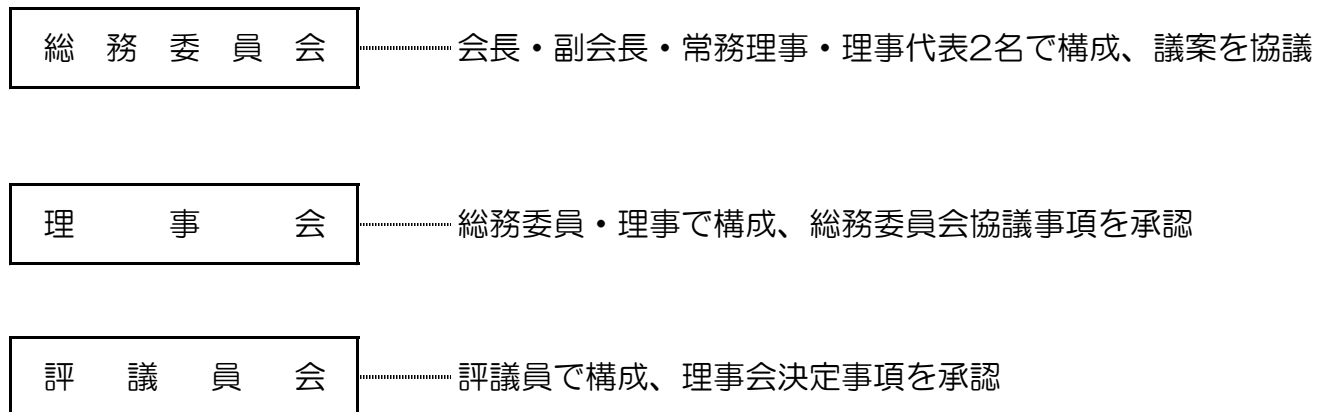 総務委員会 会長・副会長・常務理事・理事代表2名で構成、議案を協議
理事会 総務委員・理事で構成、総務委員会協議事項を承認
評議員会 評議員で構成、理事会決定事項を承認